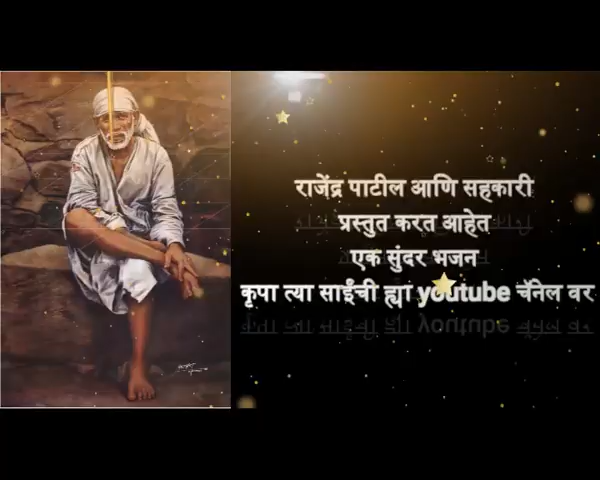 राजेंद्र पाटील आणि सहकारी
प्रस्तुत करत आहेत
एक सुंदर भजन
कृपा त्या साईंची ह्या youtube चॅनेल वर